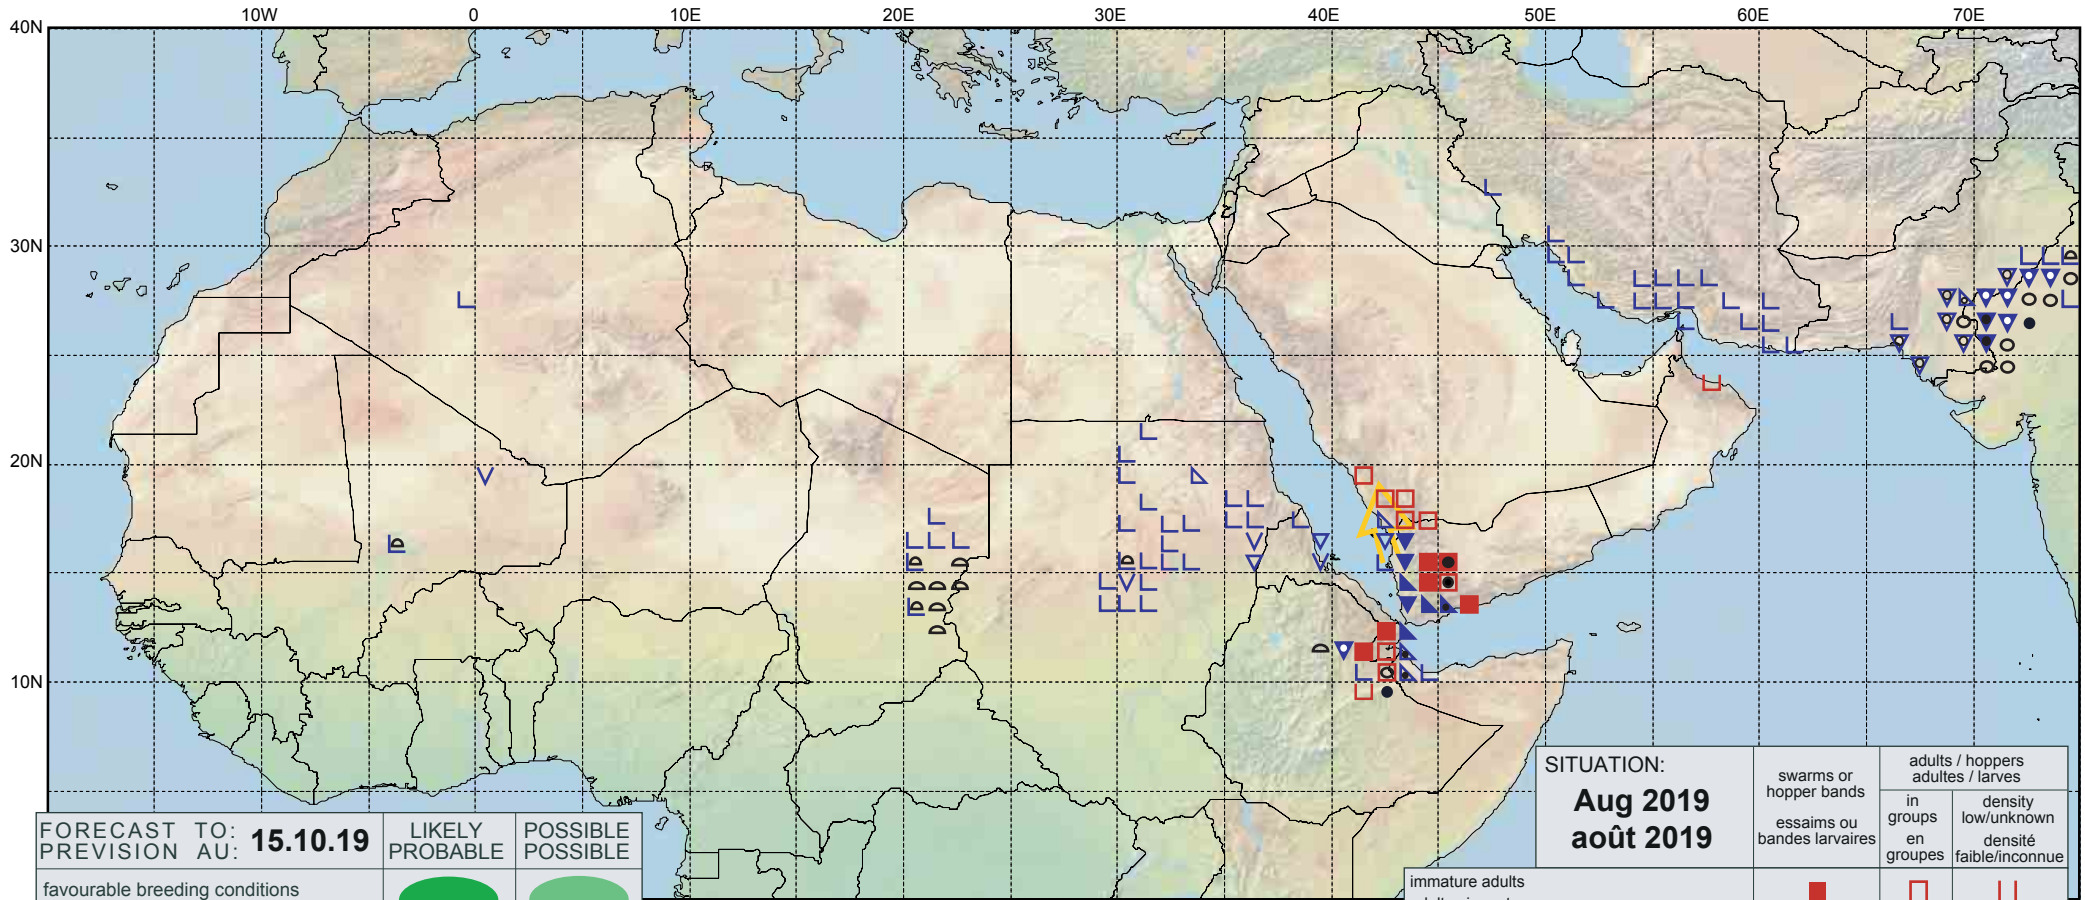 10W 0 10E 20E 30E 40E 50E 60E 70E
40N
30N
20N
10N
SITUATION:
Aug 2019
août 2019
swarms or
hopper bands
essaims ou
bandes larvaires
adults / hoppers
adultes / larves
in
groups
en
groupes
density
low/unknown
densité
faible/inconnue
FORECAST TO:
PREVISION AU:
15.10.19
LIKELY
PROBABLE
POSSIBLE
POSSIBLE
favourable breeding conditions
immature adults